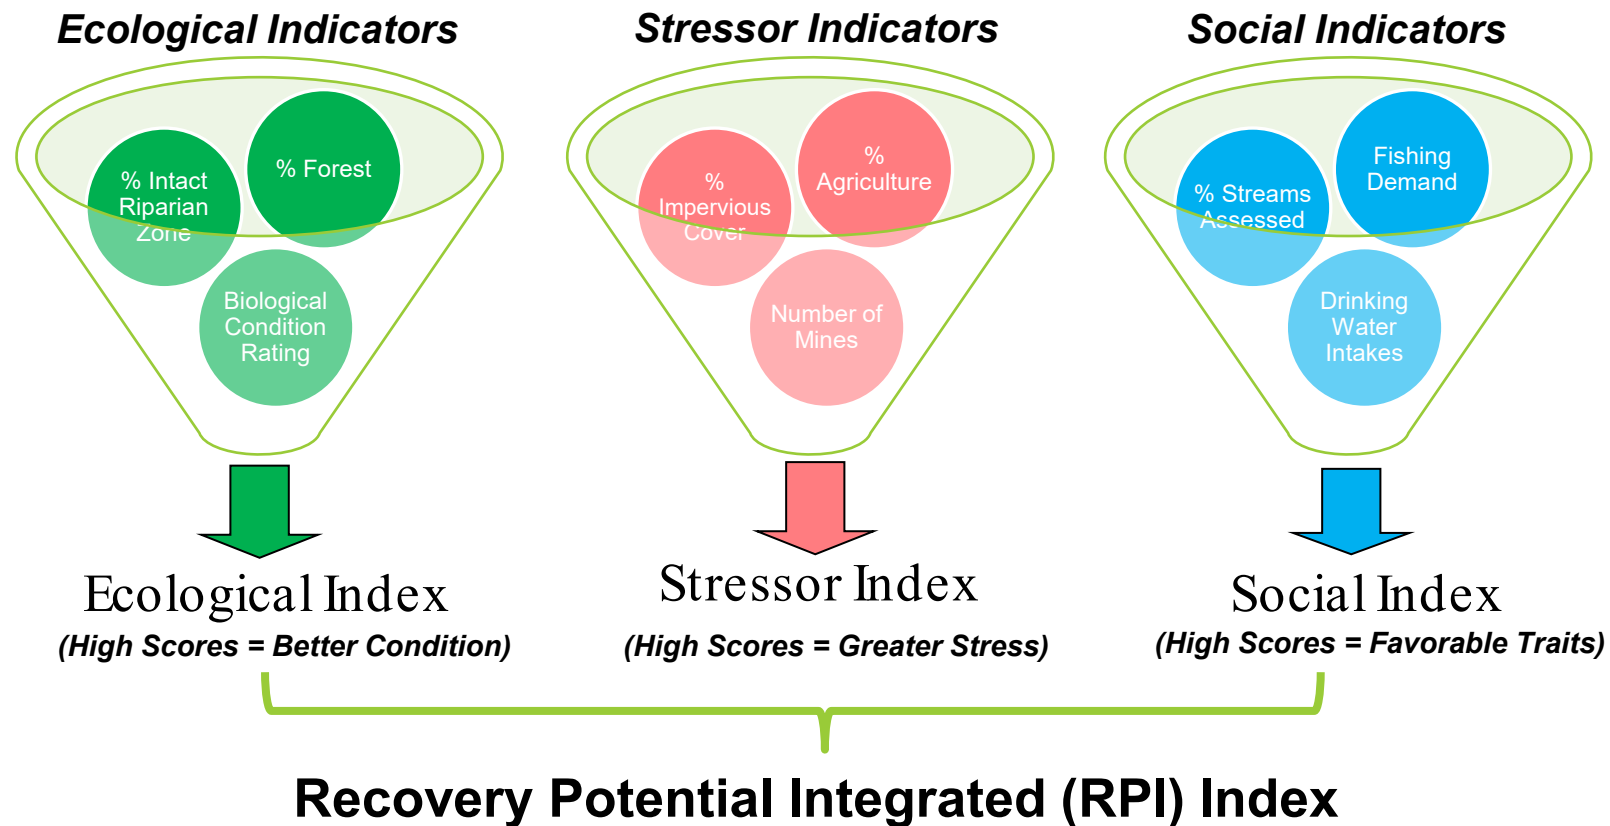 Ecological Indicators
Stressor Indicators
Social Indicators
% Intact
Riparian
Zone
% Forest
Biological
Condition
Rating
%
Impervious
Cover
%
Agriculture
Number of
Mines
% Streams
Assessed
Fishing
Demand
Drinking
Water
Intakes
Ecological Index
(High Scores = Better Condition)
Stressor Index
(High Scores = Greater Stress)
Social Index
(High Scores = Favorable Traits)
Recovery Potential Integrated (RPI) Index